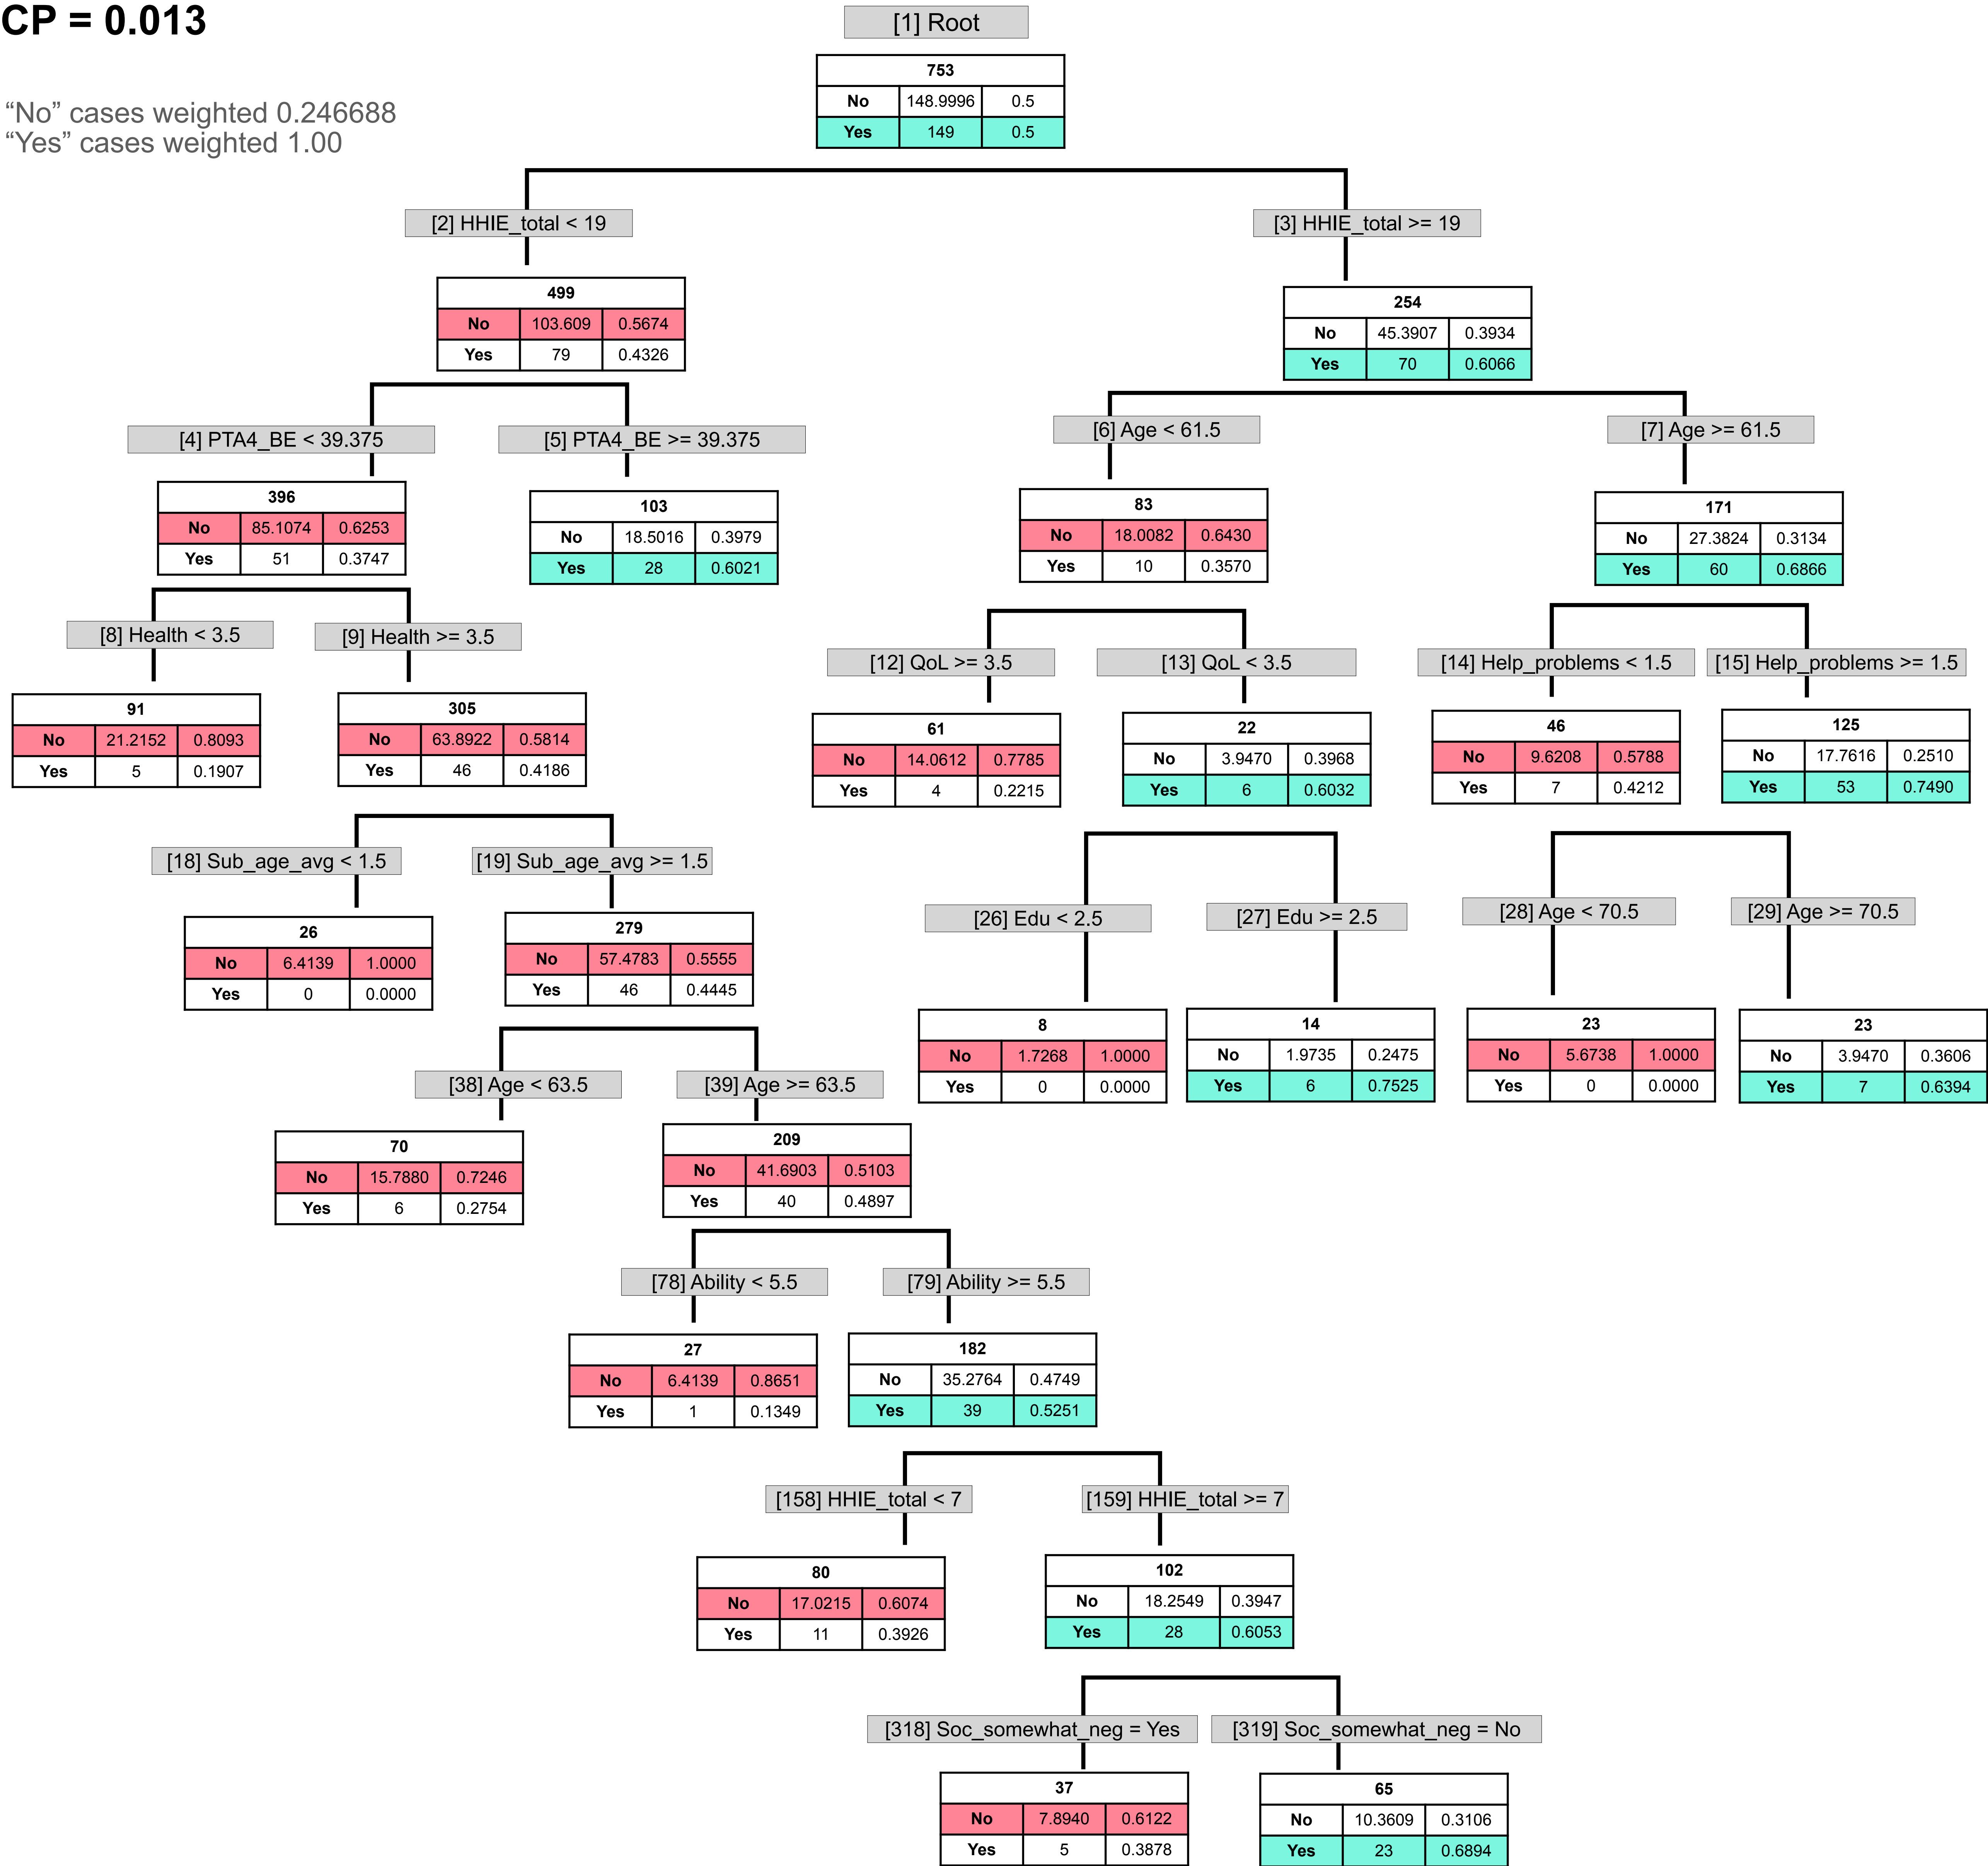 CP = 0.013
“No” cases weighted 0.246688
“Yes” cases weighted 1.00
[1] Root
753
No 148.9996 0.5
Yes 149 0.5
[2] HHIE_total < 19
499
No 103.609 0.5674
Yes 79 0.4326
[3] HHIE_total >= 19
254
No 45.3907 0.3934
Yes 70 0.6066
[4] PTA4_BE < 39.375
396
No 85.1074 0.6253
Yes 51 0.3747
[5] PTA4_BE >= 39.375
103
No 18.5016 0.3979
Yes 28 0.6021
[6] Age < 61.5
83
No 18.0082 0.6430
Yes 10 0.3570
[7] Age >= 61.5
171
No 27.3824 0.3134
Yes 60 0.6866
[8] Health < 3.5
91
No 21.2152 0.8093
Yes 5 0.1907
[9] Health >= 3.5
305
No 63.8922 0.5814
Yes 46 0.4186
[12] QoL >= 3.5
61
No 14.0612 0.7785
Yes 4 0.2215
[13] QoL < 3.5
22
No 3.9470 0.3968
Yes 6 0.6032
[14] Help_problems < 1.5
46
No 9.6208 0.5788
Yes 7 0.4212
[15] Help_problems >= 1.5
125
No 17.7616 0.2510
Yes 53 0.7490
[18] Sub_age_avg < 1.5
26
No 6.4139 1.0000
Yes 0 0.0000
[19] Sub_age_avg >= 1.5
279
No 57.4783 0.5555
Yes 46 0.4445
[26] Edu < 2.5
8
No 1.7268 1.0000
Yes 0 0.0000
[27] Edu >= 2.5
14
No 1.9735 0.2475
Yes 6 0.7525
[28] Age < 70.5
23
No 5.6738 1.0000
Yes 0 0.0000
[29] Age >= 70.5
23
No 3.9470 0.3606
Yes 7 0.6394
[38] Age < 63.5
70
No 15.7880 0.7246
Yes 6 0.2754
[39] Age >= 63.5
209
No 41.6903 0.5103
Yes 40 0.4897
[78] Ability < 5.5
27
No 6.4139 0.8651
Yes 1 0.1349
[79] Ability >= 5.5
182
No 35.2764 0.4749
Yes 39 0.5251
[158] HHIE_total < 7
80
No 17.0215 0.6074
Yes 11 0.3926
[159] HHIE_total >= 7
102
No 18.2549 0.3947
Yes 28 0.6053
[318] Soc_somewhat_neg = Yes
37
No 7.8940 0.6122
Yes 5 0.3878
[319] Soc_somewhat_neg = No
65
No 10.3609 0.3106
Yes 23 0.6894